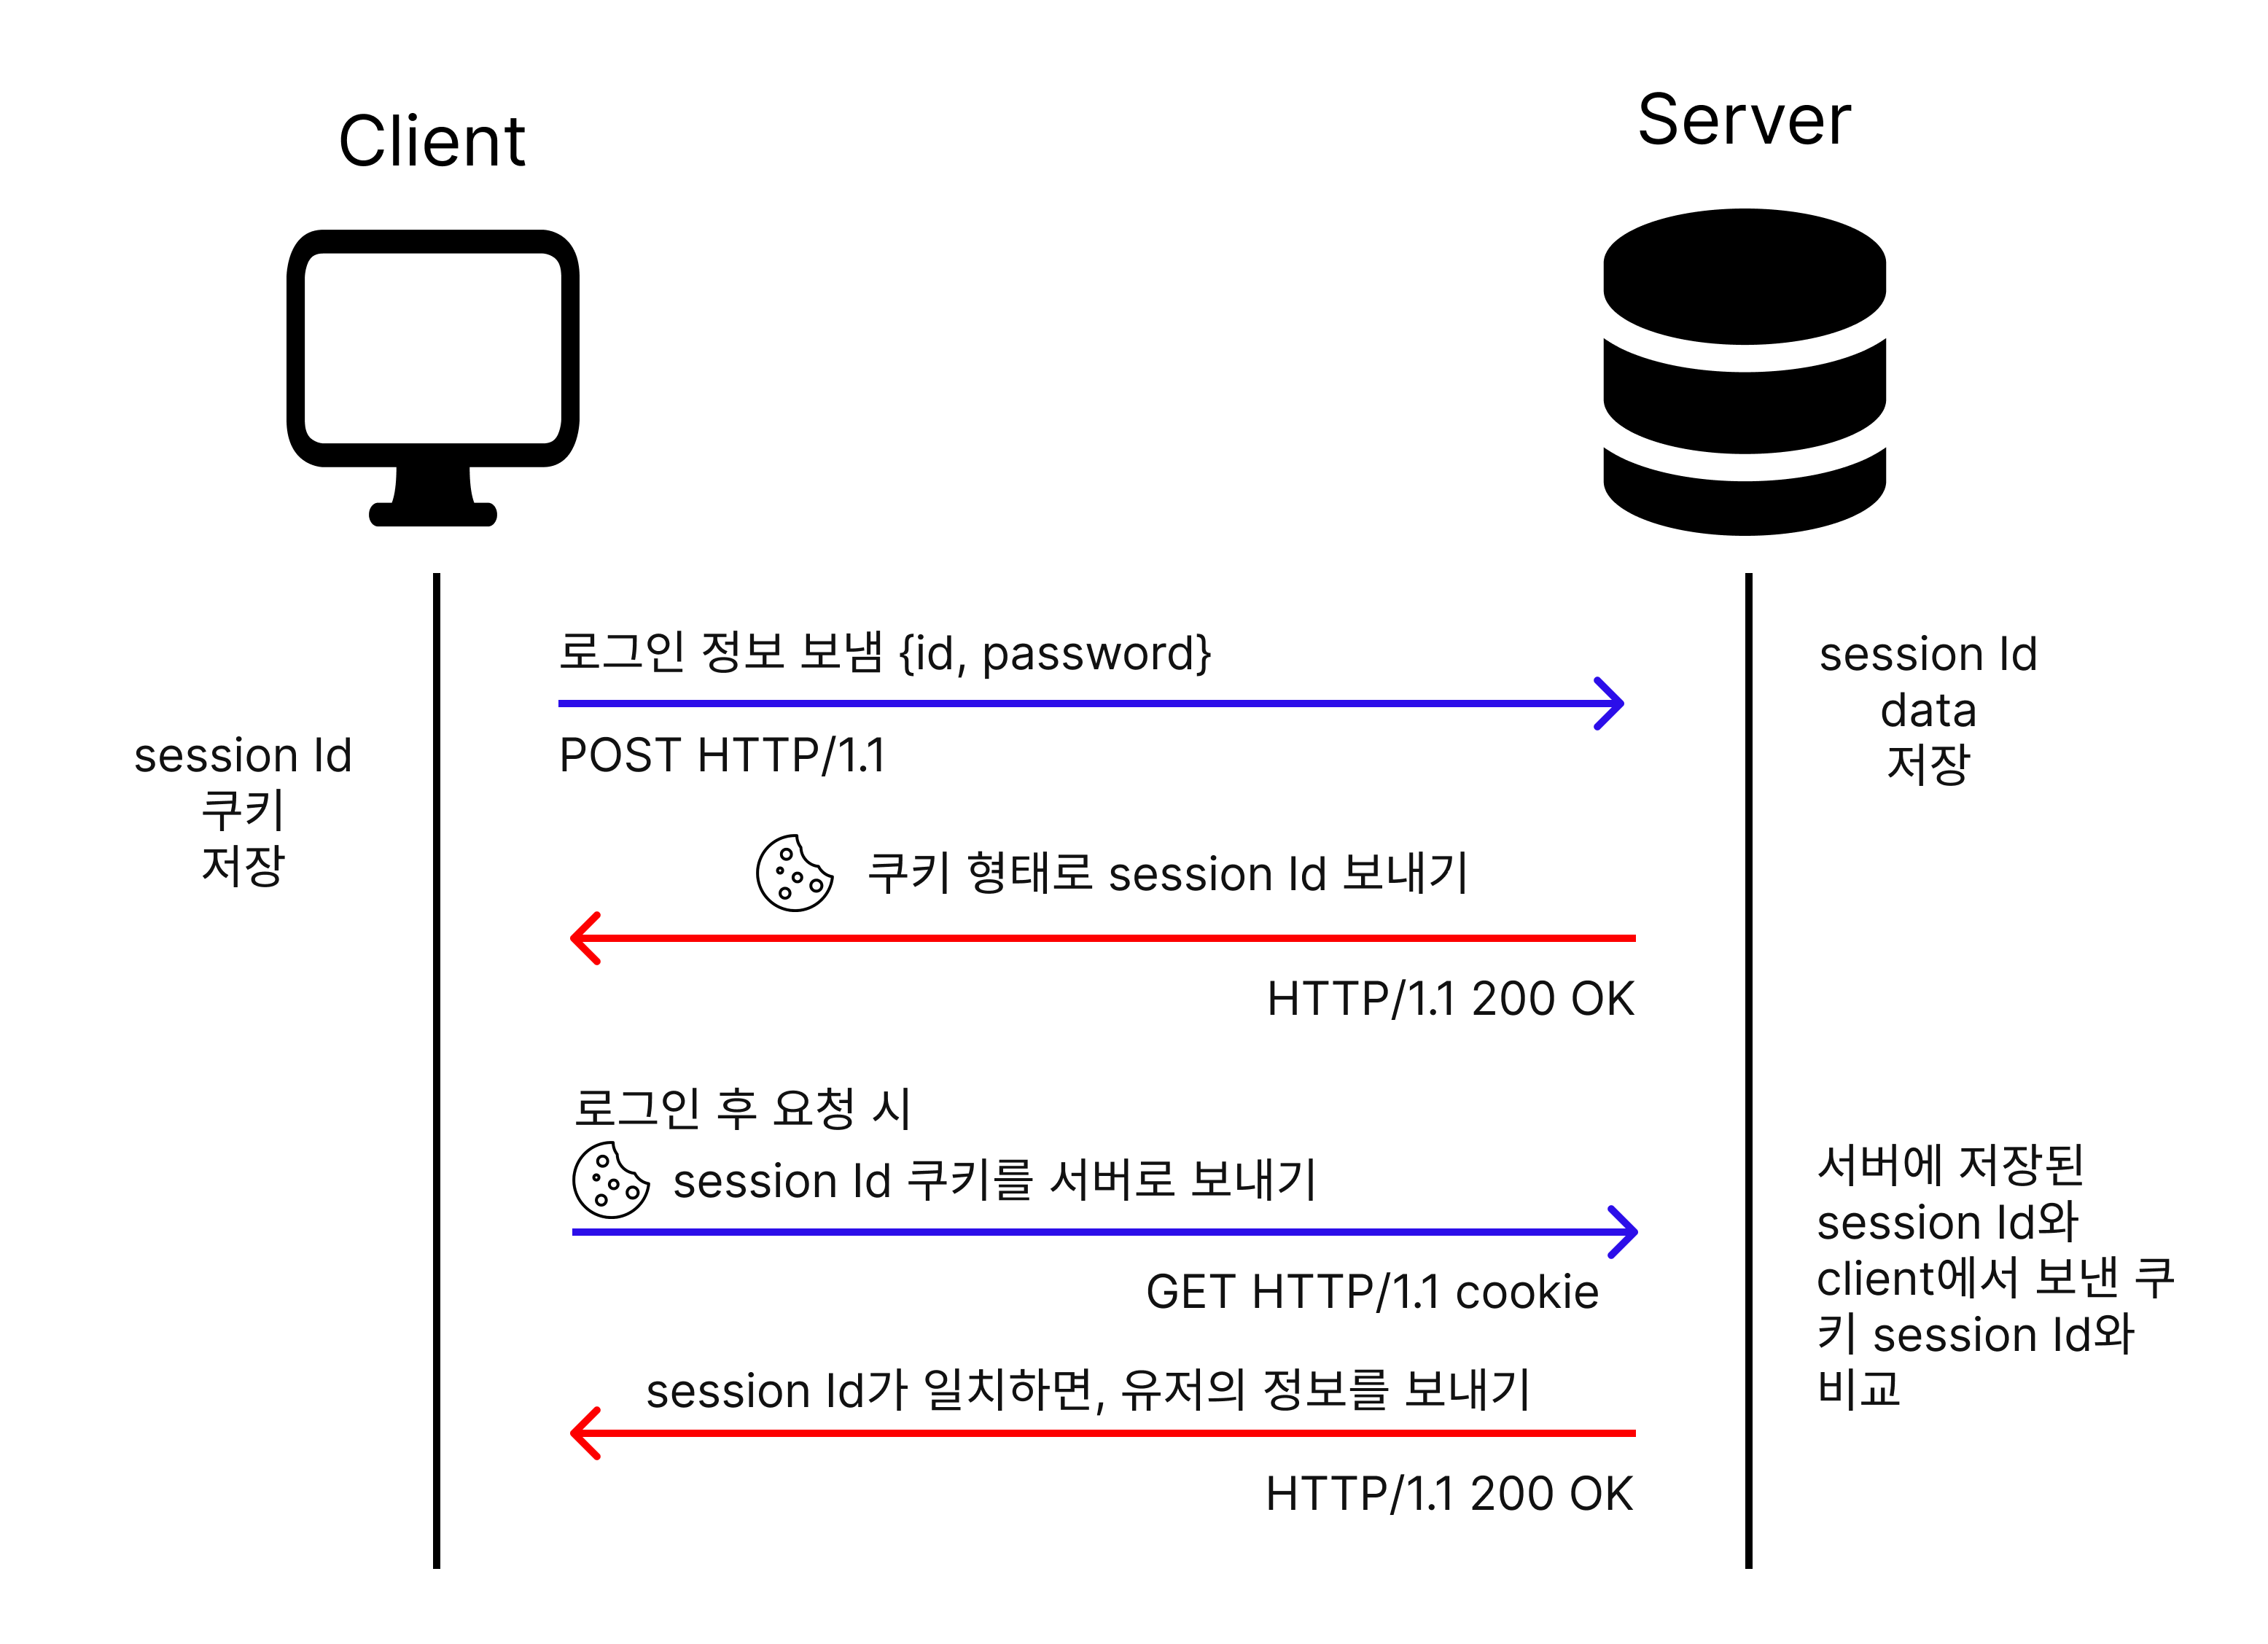 Client
Server
로그인 정보 보냄 {id, password}
POST HTTP/1.1
session Id
data
저장
session Id
쿠키
저장
쿠키 형태로 session Id 보내기
HTTP/1.1 200 OK
로그인 후 요청 시
session Id 쿠키를 서버로 보내기
GET HTTP/1.1 cookie
서버에 저장된
session Id와
client에서 보낸 쿠
키 session Id와
비교
session Id가 일치하면, 유저의 정보를 보내기
HTTP/1.1 200 OK